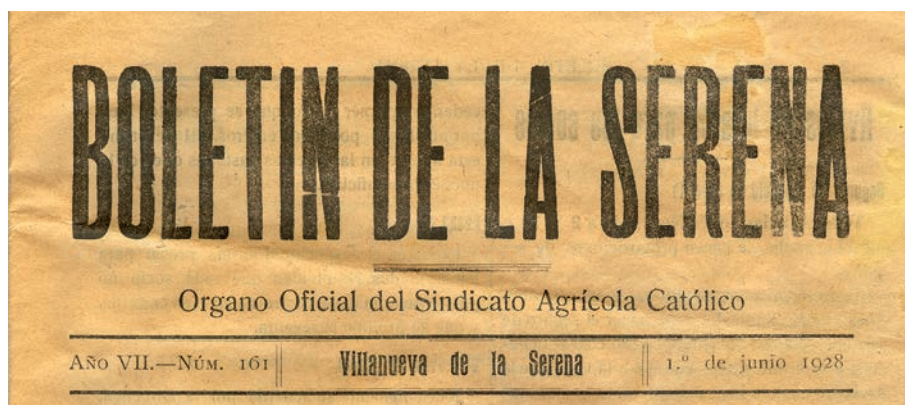 BOLETIN DE LA SERENA
Organo Oficial del Sindicato Agrícola Católico
Año VII.—Núm. 161 Villanueva de la Serena 1.º de junio 1928